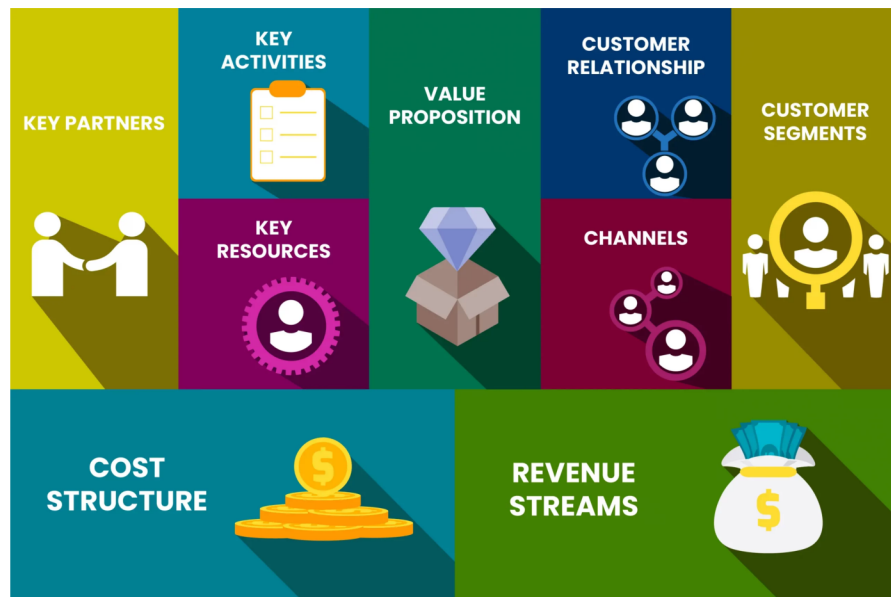 KEY PARTNERS
KEY
ACTIVITIES
KEY
RESOURCES
VALUE
PROPOSITION
CUSTOMER
RELATIONSHIP
CHANNELS
CUSTOMER
SEGMENTS
COST
STRUCTURE
$
REVENUE
STREAMS
$